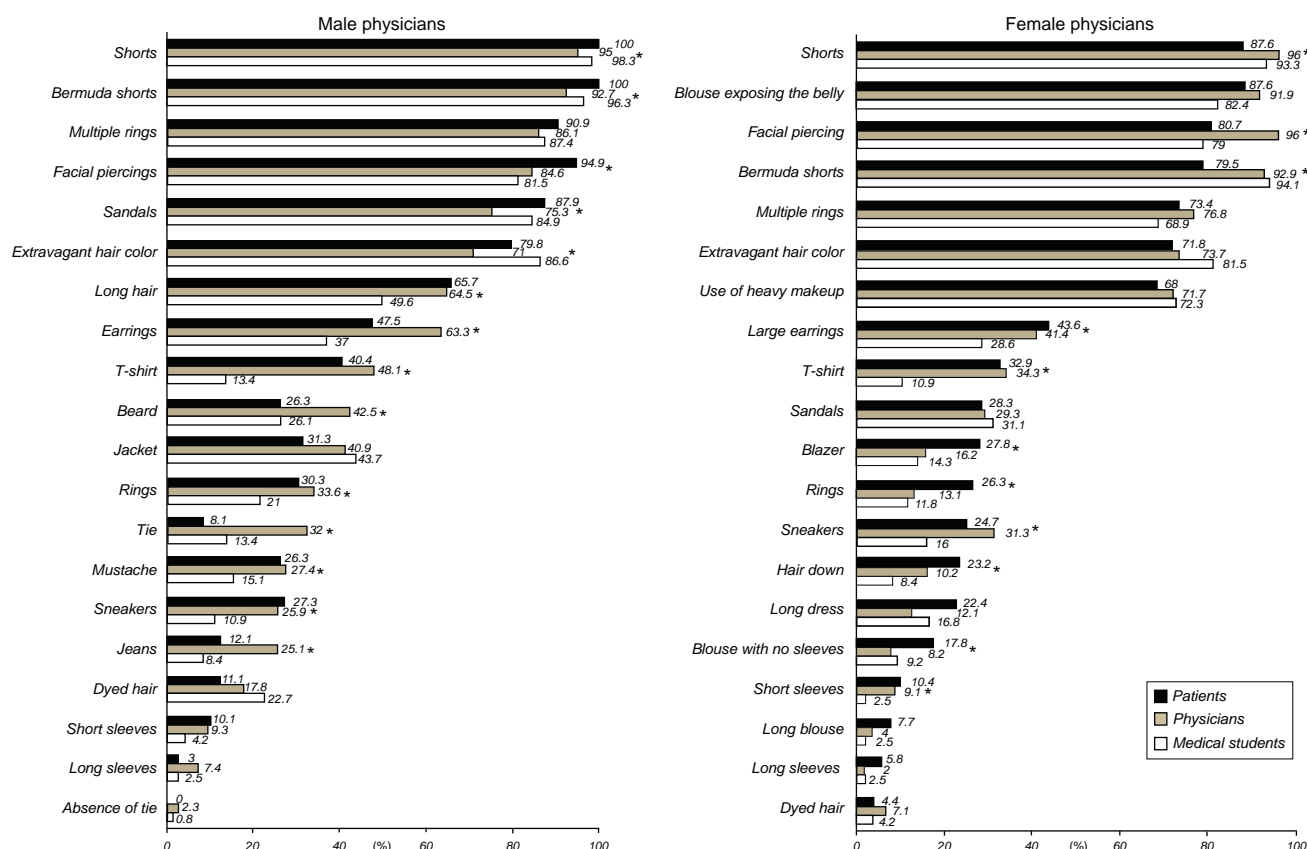 Male physicians
Shorts
100
95
98.3 *
Bermuda shorts
100
92.7
96.3 *
Multiple rings
90.9
86.1
87.4
Facial piercings
94.9
84.6
81.5
*
Sandals
87.9
75.3
84.9
*
Extravagant hair color
79.8
71
86.6
*
Long hair
65.7
64.5 *
49.6
Earrings
47.5
63.3 *
37
T-shirt
40.4
48.1 *
13.4
Beard
26.3
42.5 *
26.1
Jacket
31.3
40.9
43.7
Rings
30.3
33.6 *
21
Tie
8.1
32 *
13.4
Mustache
26.3
27.4 *
15.1
Sneakers
27.3
25.9 *
10.9
Jeans
12.1
25.1 *
8.4
Dyed hair
11.1
17.8
22.7
Short sleeves
10.1
9.3
4.2
Long sleeves
3
7.4
2.5
Absence of tie
0
2.3
0.8
0 20 40 (%) 60 80 100
Female physicians
Shorts
87.6
96 *
93.3
Blouse exposing the belly
87.6
91.9
82.4
Facial piercing
80.7
96 *
79
Bermuda shorts
79.5
92.9 *
94.1
Multiple rings
73.4
76.8
68.9
Extravagant hair color
71.8
73.7
81.5
Use of heavy makeup
68
71.7
72.3
Large earrings
43.6 *
41.4
28.6
T-shirt
32.9
34.3 *
10.9
Sandals
28.3
29.3
31.1
Blazer
27.8 *
16.2
14.3
Rings
26.3 *
13.1
11.8
Sneakers
24.7
31.3 *
16
Hair down
23.2 *
10.2
8.4
Long dress
22.4
12.1
16.8
Blouse with no sleeves
17.8 *
8.2
9.2
Short sleeves
10.4
9.1 *
2.5
Long blouse
7.7
4
2.5
Long sleeves
5.8
2
2.5
Dyed hair
4.4
7.1
4.2
0 20 40 (%) 60 80 100
Patients
Physicians
Medical students